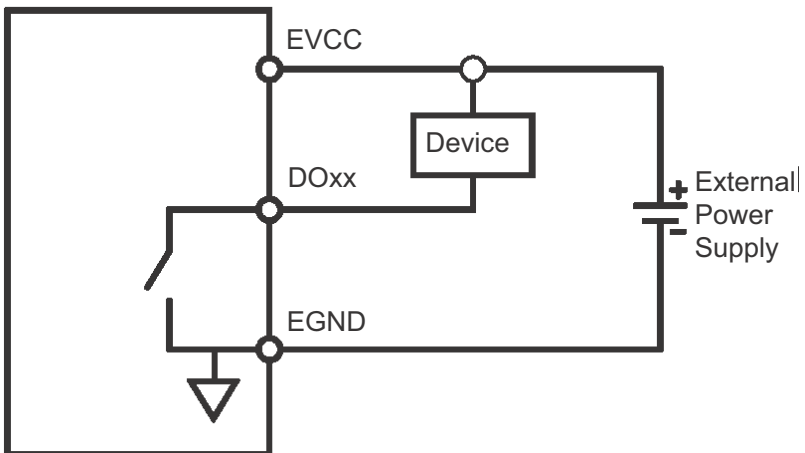 EVCC
Device
DOxx
External
Power
Supply
EGND